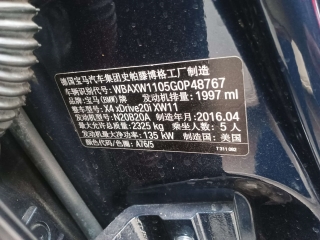 德国宝马汽车集团史帕滕博格工厂制造
车辆识别代号: WBAXW1105G0P48767
品牌: 宝马(BMW)牌 发动机排量: 1997 ml
型号: X4 xDrive20i XW11
发动机型号: N20B20A 制造年月: 2016.04
最大允许总质量: 2325 kg 乘坐人数: 5 人
发动机最大净功率: 135 kW 制造国: 美国
颜色代码/色漆: A76/5
7 311 062